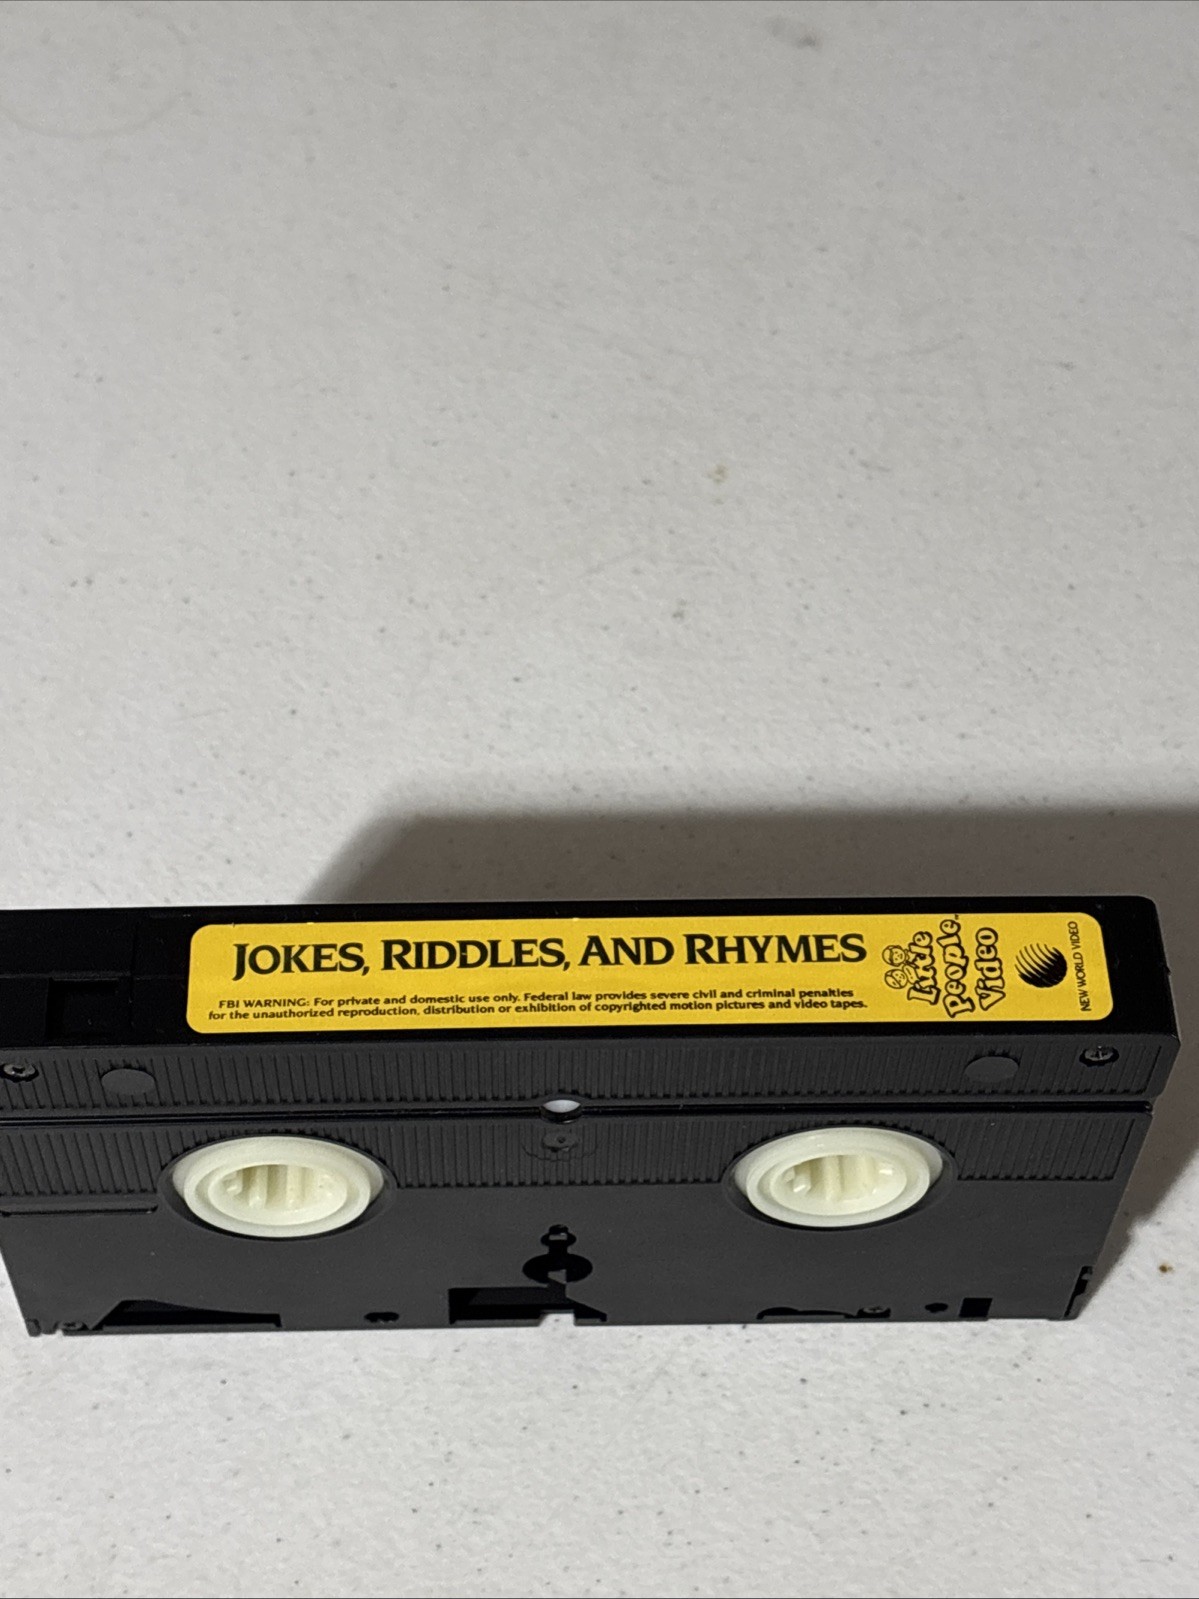 JOKES, RIDDLES, AND RHYMES
FBI WARNING: For private and domestic use only. Federal law provides severe civil and criminal penalties
for the unauthorized reproduction, distribution or exhibition of copyrighted motion pictures and video tapes.
Little
People™
Video
NEW WORLD VIDEO